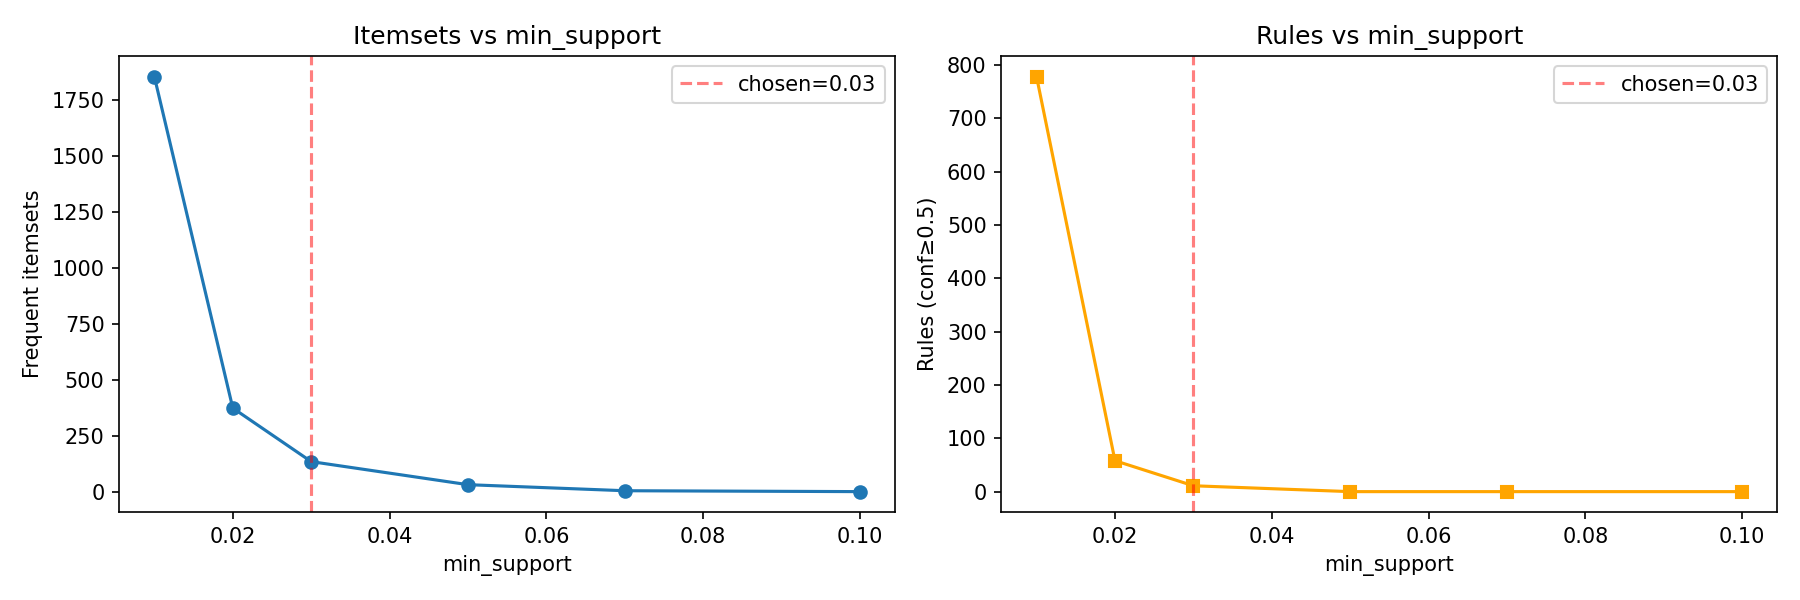 Itemsets vs min_support
chosen=0.03
Frequent itemsets
1750
1500
1250
1000
750
500
250
0
0.02 0.04 0.06 0.08 0.10
min_support
Rules vs min_support
chosen=0.03
Rules (conf≥0.5)
800
700
600
500
400
300
200
100
0
0.02 0.04 0.06 0.08 0.10
min_support